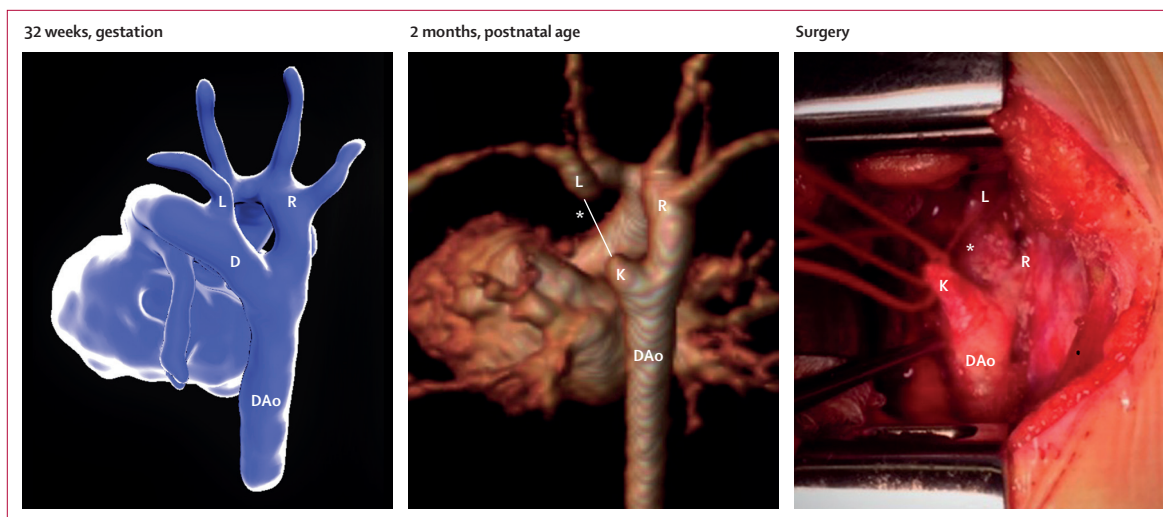 32 weeks, gestation
2 months, postnatal age
Surgery
L
R
D
DAo
L
*
R
K
DAo
L
*
R
K
DAo